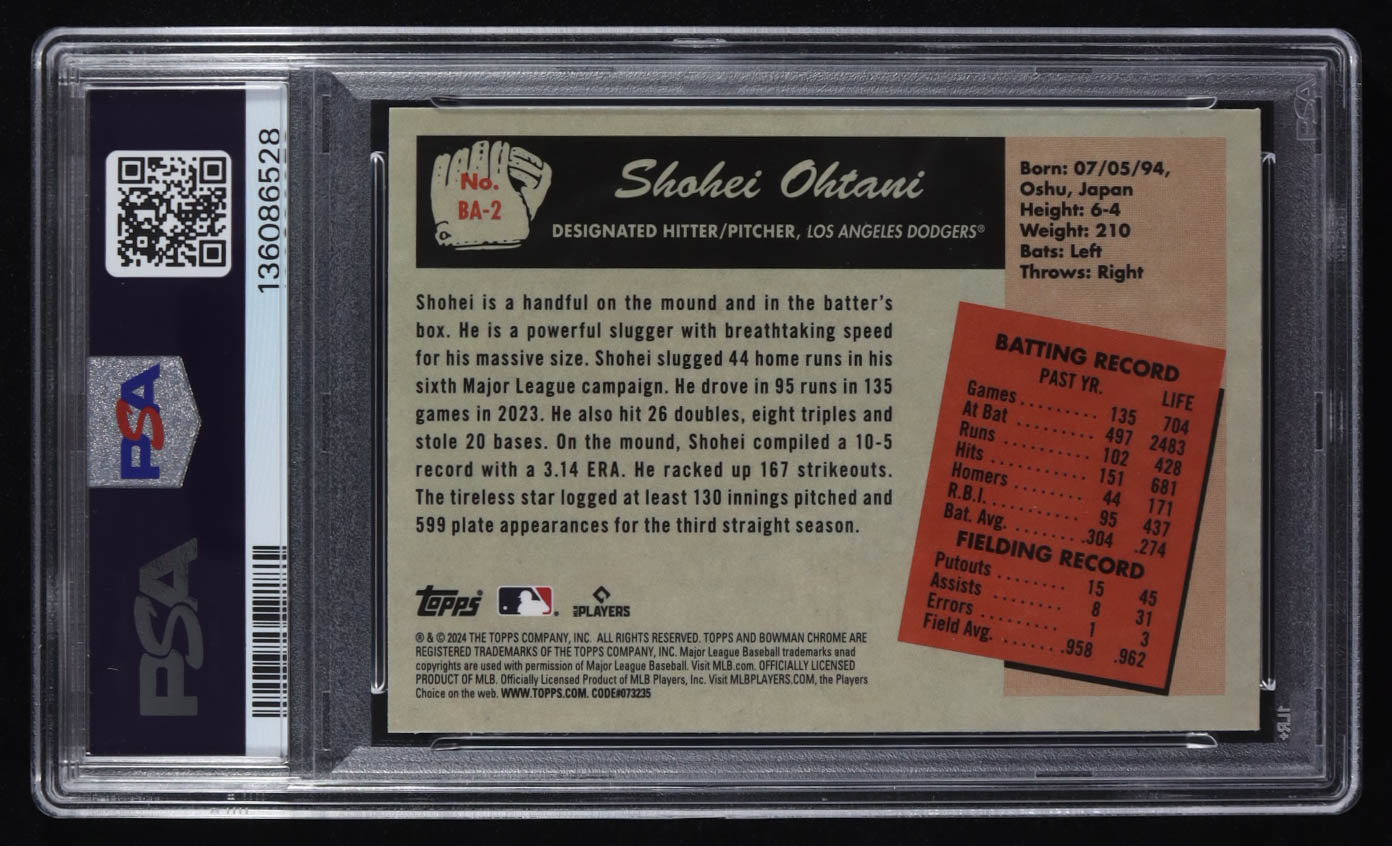 136086528
PSA
PSA
No.
BA-2
Shohei Ohtani
DESIGNATED HITTER/PITCHER, LOS ANGELES DODGERS®
Born: 07/05/94,
Oshu, Japan
Height: 6-4
Weight: 210
Bats: Left
Throws: Right
Shohei is a handful on the mound and in the batter's
box. He is a powerful slugger with breathtaking speed
for his massive size. Shohei slugged 44 home runs in his
sixth Major League campaign. He drove in 95 runs in 135
games in 2023. He also hit 26 doubles, eight triples and
stole 20 bases. On the mound, Shohei compiled a 10-5
record with a 3.14 ERA. He racked up 167 strikeouts.
The tireless star logged at least 130 innings pitched and
599 plate appearances for the third straight season.
BATTING RECORD
PAST YR. LIFE
Games .......... 135 704
At Bat .......... 497 2483
Runs .......... 102 428
Hits .......... 151 681
Homers .......... 44 171
R.B.I. .......... 95 437
Bat. Avg. .......... .304 .274
FIELDING RECORD
Putouts ........ 15 45
Assists ........ 8 31
Errors ........ 1 3
Field Avg. ........ .958 .962
topps
MLB PLAYERS
® & © 2024 THE TOPPS COMPANY, INC. ALL RIGHTS RESERVED. TOPPS AND BOWMAN CHROME ARE
REGISTERED TRADEMARKS OF THE TOPPS COMPANY, INC. Major League Baseball trademarks anad
copyrights are used with permission of Major League Baseball. Visit MLB.com. OFFICIALLY LICENSED
PRODUCT OF MLB. Officially Licensed Product of MLB Players, Inc. Visit MLBPLAYERS.COM, the Players
Choice on the web. WWW.TOPPS.COM. CODE#073235
PSA